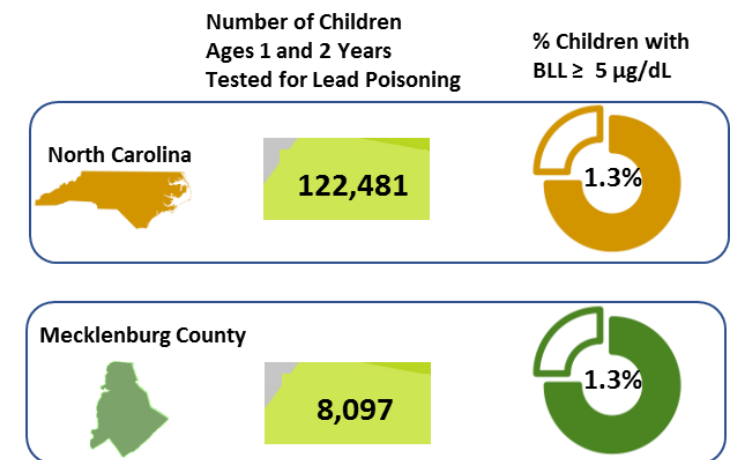 Number of Children
Ages 1 and 2 Years
Tested for Lead Poisoning
% Children with
BLL ≥ 5 µg/dL
North Carolina
122,481
1.3%
Mecklenburg County
8,097
1.3%